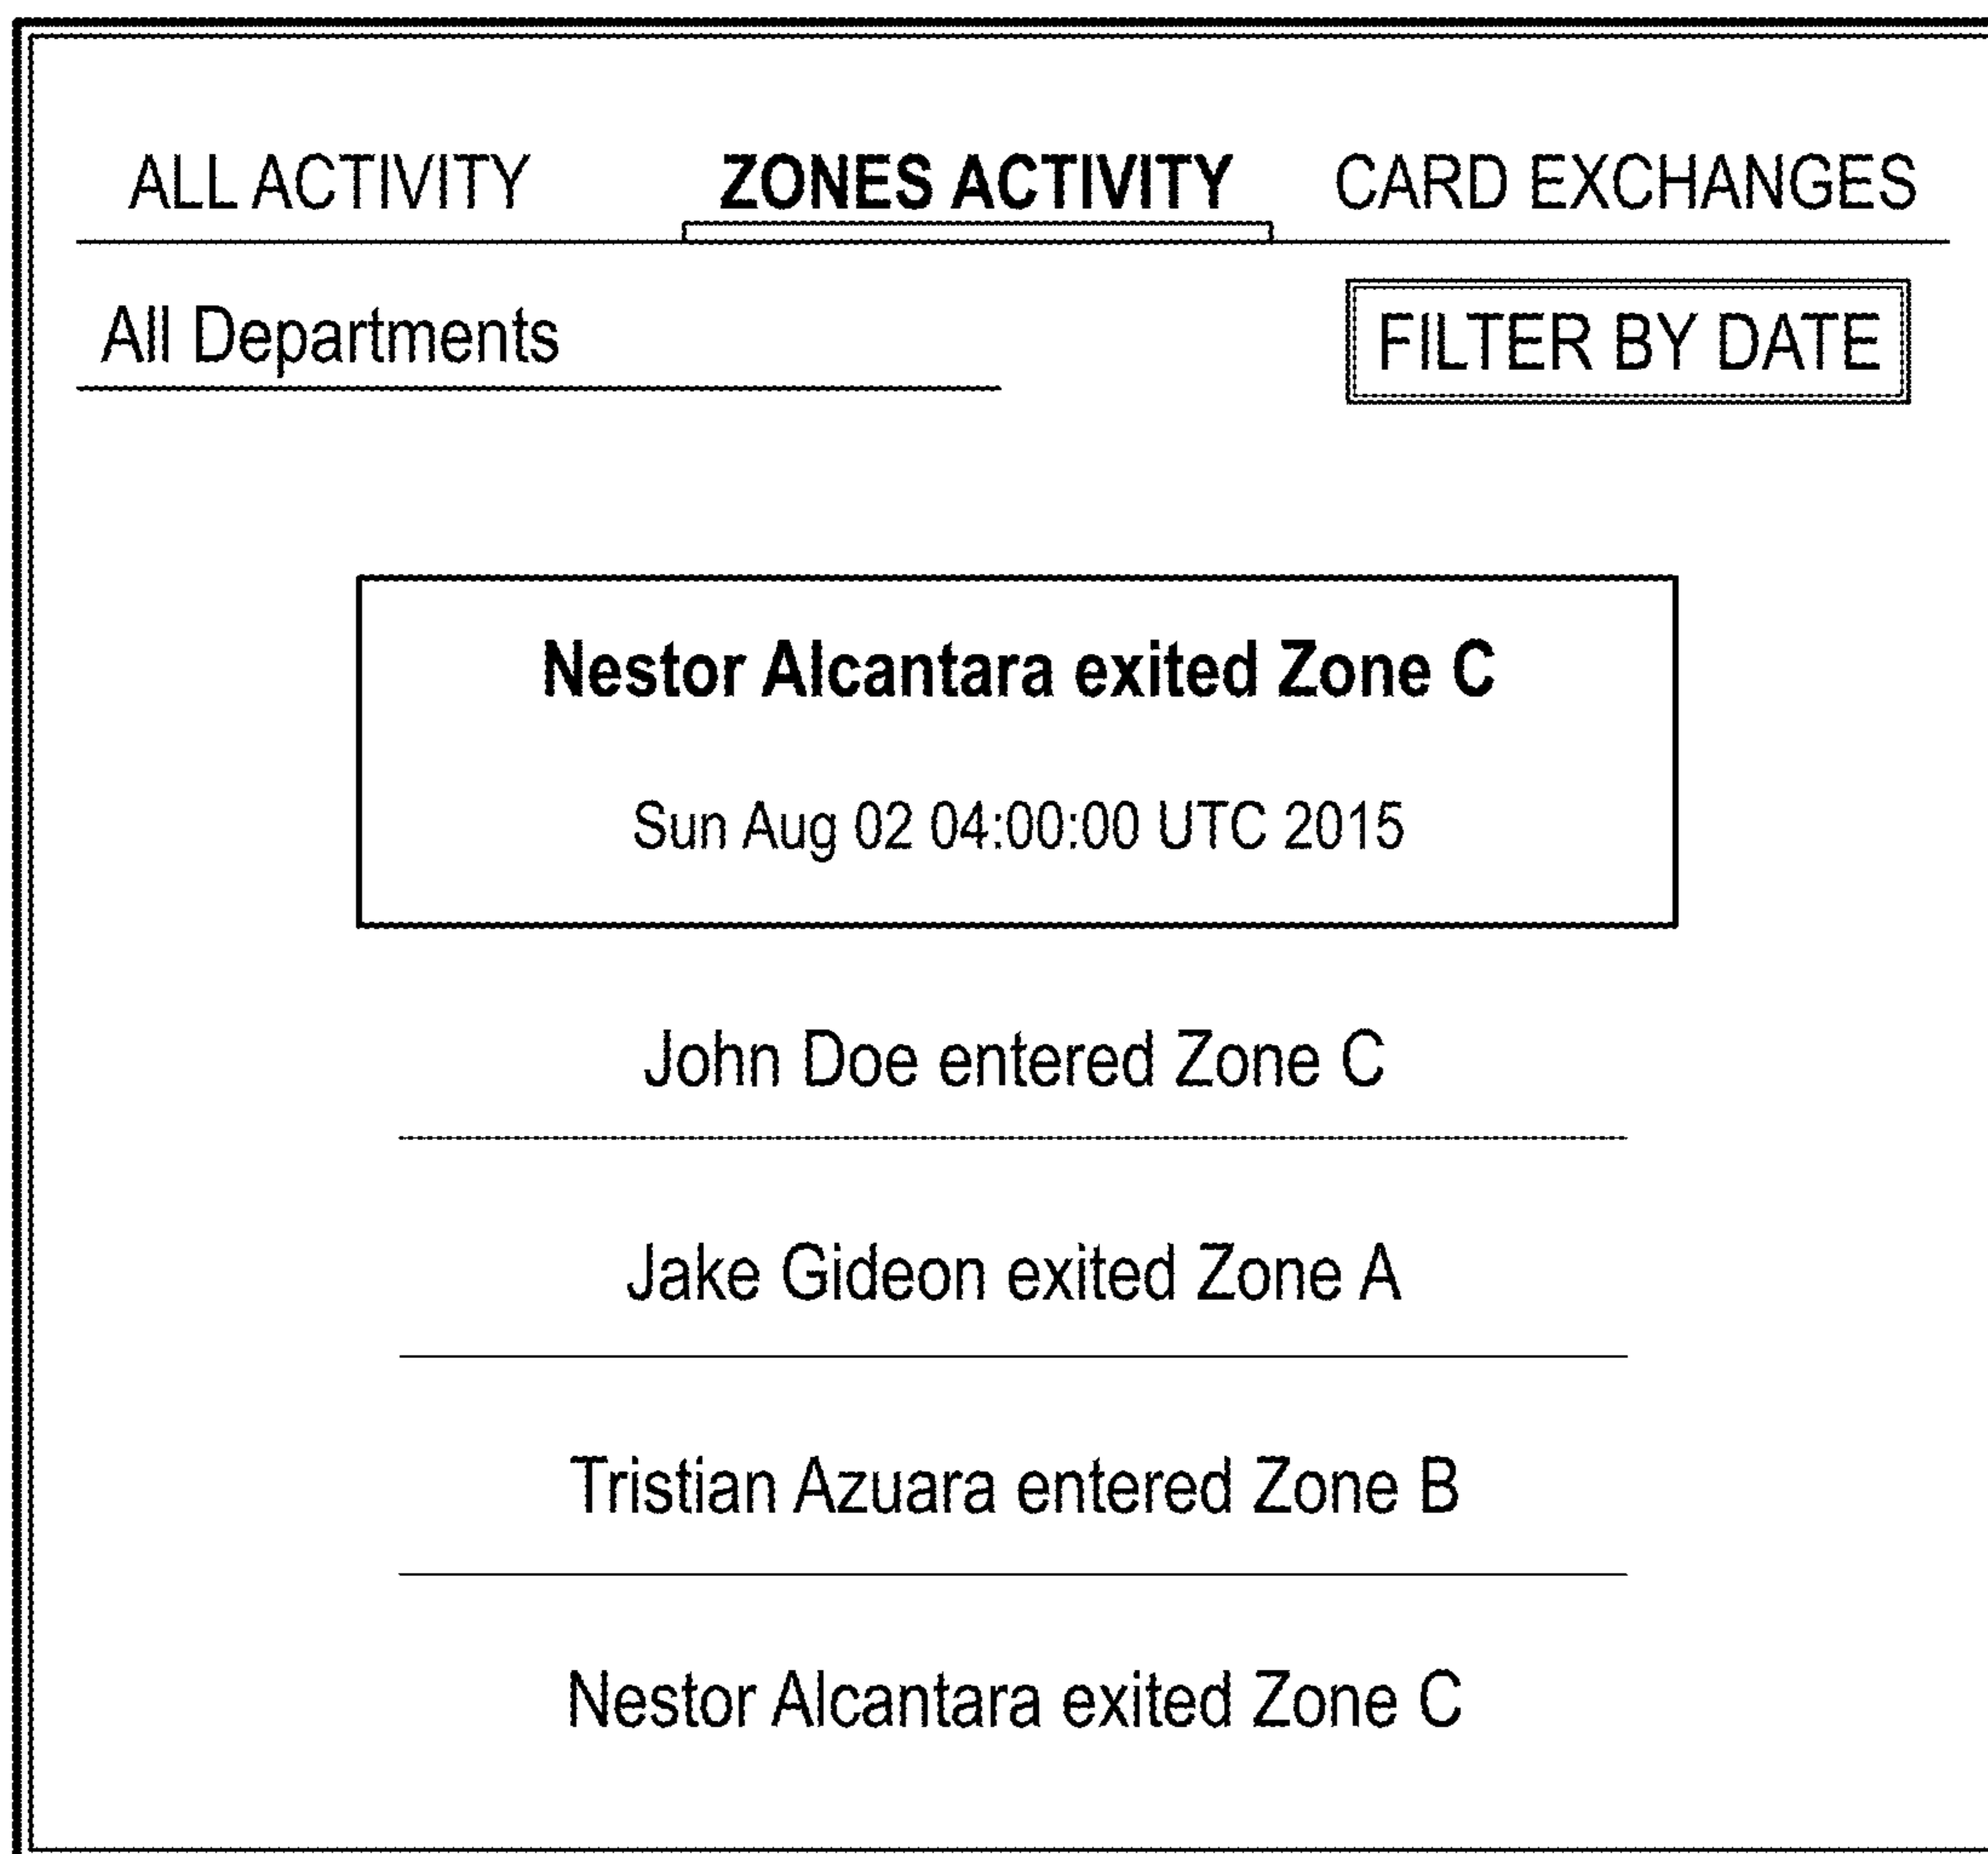 ALL ACTIVITY ZONES ACTIVITY CARD EXCHANGES
All Departments FILTER BY DATE
Nestor Alcantara exited Zone C
Sun Aug 02 04:00:00 UTC 2015
John Doe entered Zone C
Jake Gideon exited Zone A
Tristian Azuara entered Zone B
Nestor Alcantara exited Zone C